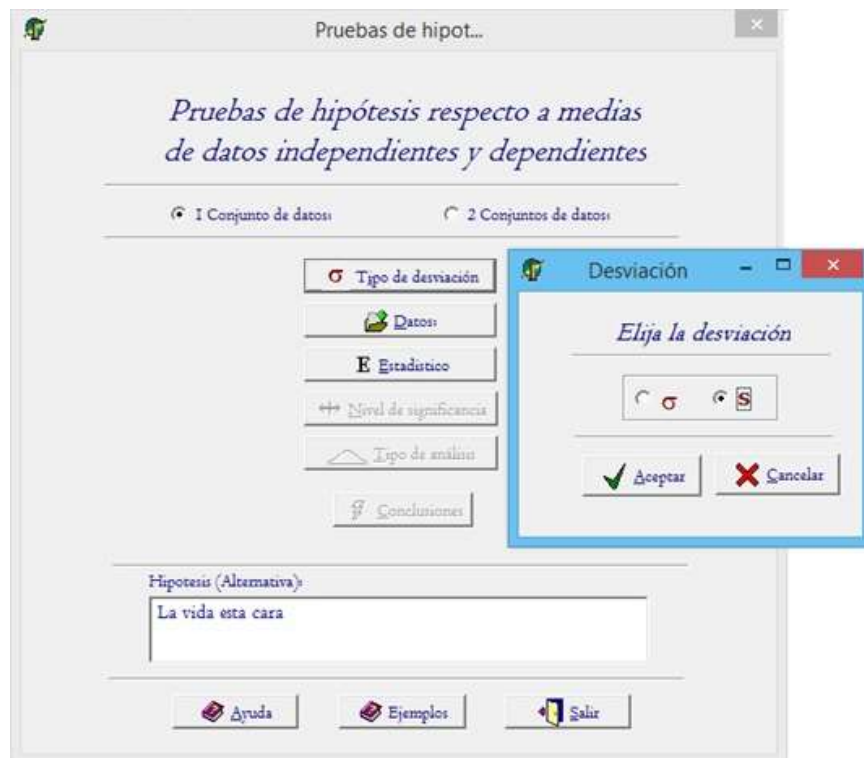 Pruebas de hipot...
Pruebas de hipótesis respecto a medias
de datos independientes y dependientes
1 Conjunto de datos:
2 Conjuntos de datos:
σ Tipo de desviación
Datos:
E Estadístico
Nivel de significancia
Tipo de análisis
Conclusiones
Hipotesis (Alternativa):
La vida esta cara
Ayuda
Ejemplos
Salir
Desviación
Elija la desviación
σ
S
Aceptar
Cancelar